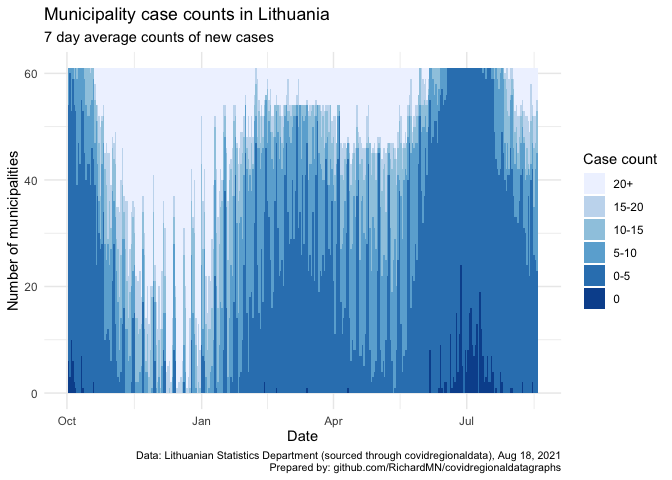 Municipality case counts in Lithuania
7 day average counts of new cases
Number of municipalities
60
40
20
0
Oct
Jan
Apr
Jul
Date
Case count
20+
15-20
10-15
5-10
0-5
0
Data: Lithuanian Statistics Department (sourced through covidregionaldata), Aug 18, 2021
Prepared by: github.com/RichardMN/covidregionaldatagraphs